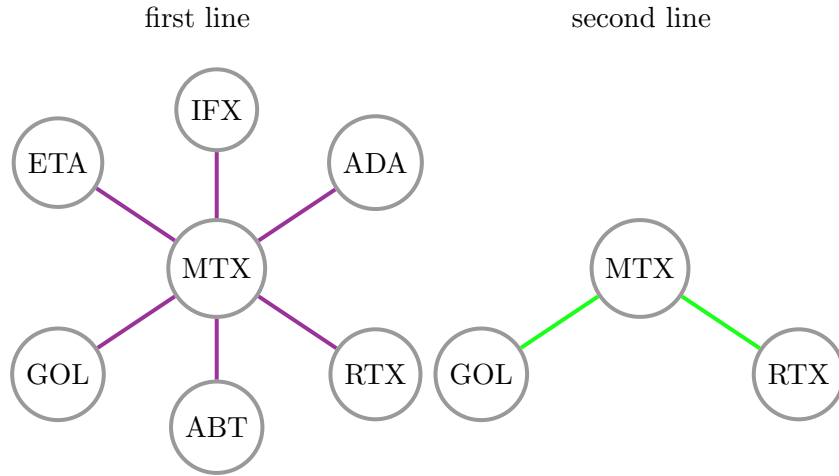 first line
second line
IFX
ETA
ADA
MTX
MTX
GOL
RTX
GOL
RTX
ABT